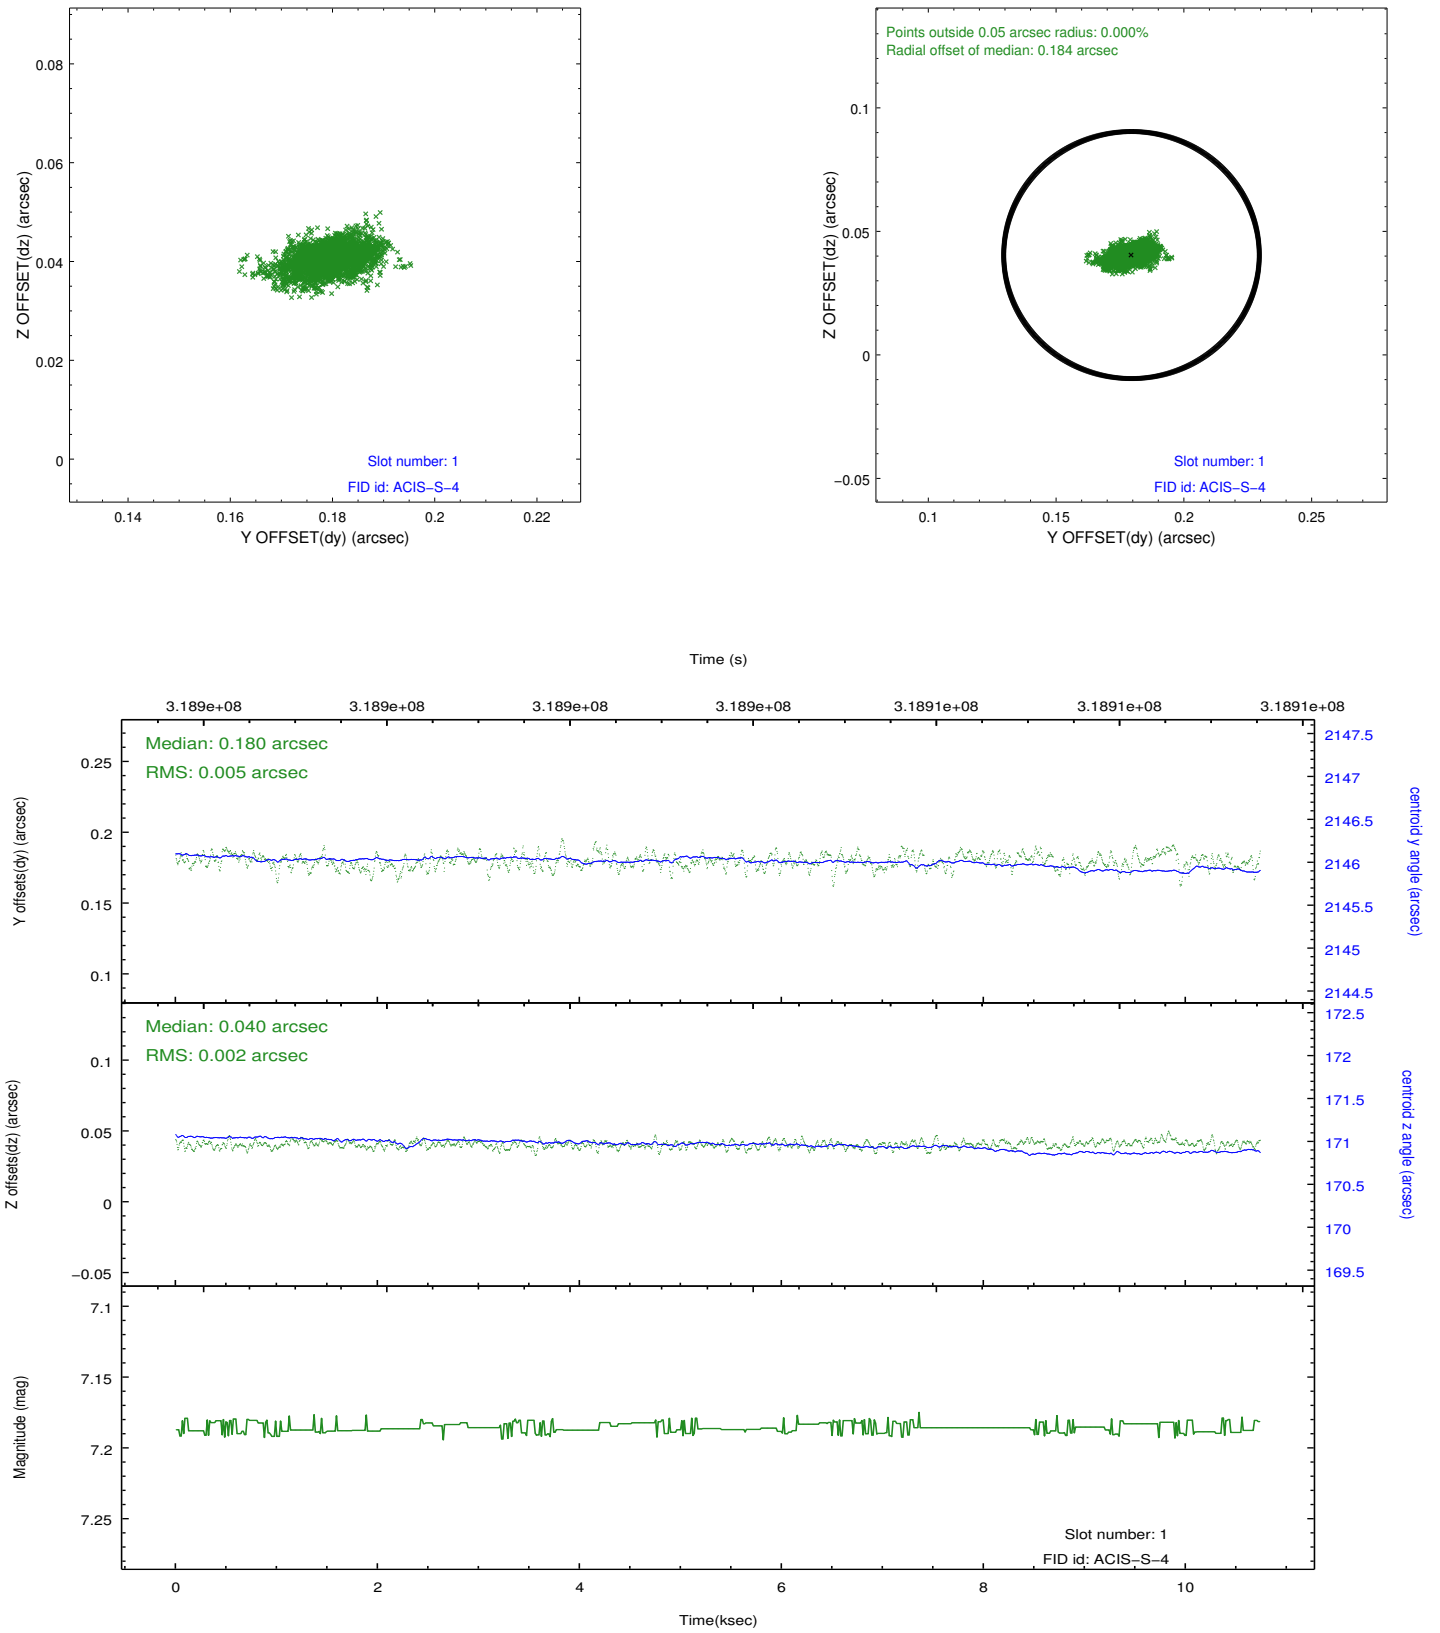 0.08
0.06
0.04
0.02
0
Z OFFSET(dz) (arcsec)
Slot number: 1
FID id: ACIS−S−4
0.14 0.16 0.18 0.2 0.22
Y OFFSET(dy) (arcsec)
Points outside 0.05 arcsec radius: 0.000%
Radial offset of median: 0.184 arcsec
0.1
0.05
0
−0.05
Z OFFSET(dz) (arcsec)
Slot number: 1
FID id: ACIS−S−4
0.1 0.15 0.2 0.25
Y OFFSET(dy) (arcsec)
Time (s)
3.189e+08 3.189e+08 3.189e+08 3.189e+08 3.1891e+08 3.1891e+08 3.1891e+08
Median: 0.180 arcsec
RMS: 0.005 arcsec
0.25
0.2
0.15
0.1
Y offsets(dy) (arcsec)
2147.5
2147
2146.5
2146
2145.5
2145
2144.5
centroid y angle (arcsec)
Median: 0.040 arcsec
RMS: 0.002 arcsec
0.1
0.05
0
−0.05
Z offsets(dz) (arcsec)
172.5
172
171.5
171
170.5
170
169.5
centroid z angle (arcsec)
7.1
7.15
7.2
7.25
Magnitude (mag)
Slot number: 1
FID id: ACIS−S−4
0 2 4 6 8 10
Time(ksec)